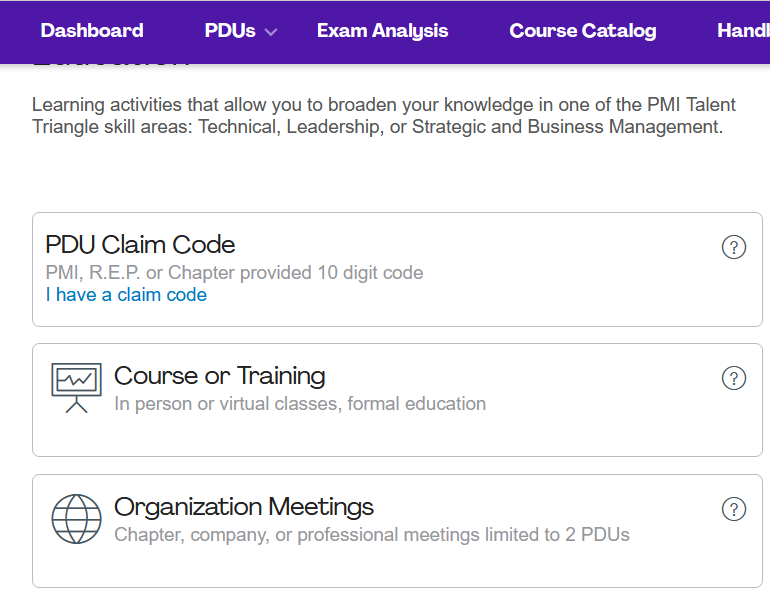 Dashboard PDUs Exam Analysis Course Catalog
Learning activities that allow you to broaden your knowledge in one of the PMI Talent
Triangle skill areas: Technical, Leadership, or Strategic and Business Management.
PDU Claim Code ?
PMI, R.E.P. or Chapter provided 10 digit code
I have a claim code
Course or Training ?
In person or virtual classes, formal education
Organization Meetings ?
Chapter, company, or professional meetings limited to 2 PDUs